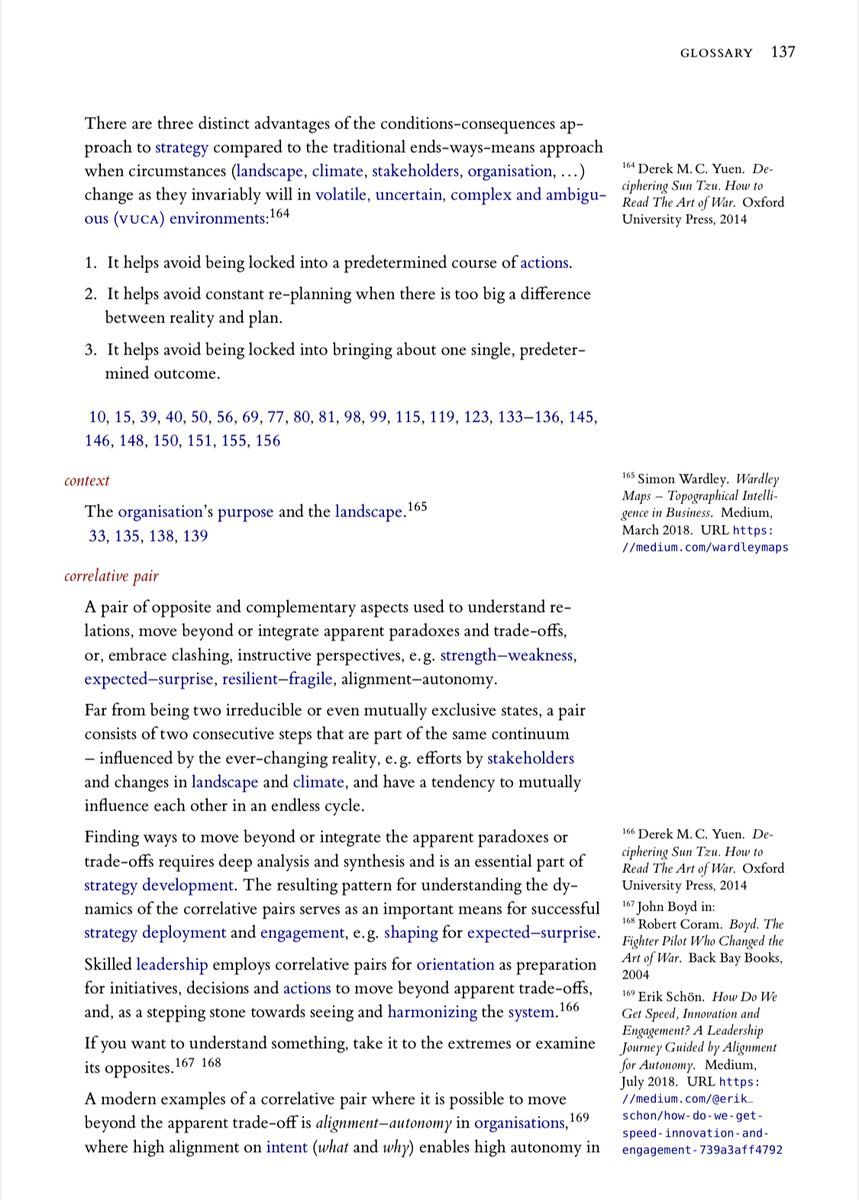 GLOSSARY 137
There are three distinct advantages of the conditions-consequences ap-
proach to strategy compared to the traditional ends-ways-means approach
when circumstances (landscape, climate, stakeholders, organisation, …)
change as they invariably will in volatile, uncertain, complex and ambigu-
ous (VUCA) environments:164
1. It helps avoid being locked into a predetermined course of actions.
2. It helps avoid constant re-planning when there is too big a difference
between reality and plan.
3. It helps avoid being locked into bringing about one single, predeter-
mined outcome.
10, 15, 39, 40, 50, 56, 69, 77, 80, 81, 98, 99, 115, 119, 123, 133–136, 145,
146, 148, 150, 151, 155, 156
context
The organisation's purpose and the landscape.165
33, 135, 138, 139
correlative pair
A pair of opposite and complementary aspects used to understand re-
lations, move beyond or integrate apparent paradoxes and trade-offs,
or, embrace clashing, instructive perspectives, e.g. strength–weakness,
expected–surprise, resilient–fragile, alignment–autonomy.
Far from being two irreducible or even mutually exclusive states, a pair
consists of two consecutive steps that are part of the same continuum
– influenced by the ever-changing reality, e.g. efforts by stakeholders
and changes in landscape and climate, and have a tendency to mutually
influence each other in an endless cycle.
Finding ways to move beyond or integrate the apparent paradoxes or
trade-offs requires deep analysis and synthesis and is an essential part of
strategy development. The resulting pattern for understanding the dy-
namics of the correlative pairs serves as an important means for successful
strategy deployment and engagement, e.g. shaping for expected–surprise.
Skilled leadership employs correlative pairs for orientation as preparation
for initiatives, decisions and actions to move beyond apparent trade-offs,
and, as a stepping stone towards seeing and harmonizing the system.166
If you want to understand something, take it to the extremes or examine
its opposites.167 168
A modern examples of a correlative pair where it is possible to move
beyond the apparent trade-off is alignment–autonomy in organisations,169
where high alignment on intent (what and why) enables high autonomy in
164 Derek M. C. Yuen. De-
ciphering Sun Tzu. How to
Read The Art of War. Oxford
University Press, 2014
165 Simon Wardley. Wardley
Maps – Topographical Intelli-
gence in Business. Medium,
March 2018. URL https:
//medium.com/wardleymaps
166 Derek M. C. Yuen. De-
ciphering Sun Tzu. How to
Read The Art of War. Oxford
University Press, 2014
167 John Boyd in:
168 Robert Coram. Boyd. The
Fighter Pilot Who Changed the
Art of War. Back Bay Books,
2004
169 Erik Schön. How Do We
Get Speed, Innovation and
Engagement? A Leadership
Journey Guided by Alignment
for Autonomy. Medium,
July 2018. URL https:
//medium.com/@erik_
schon/how-do-we-get-
speed-innovation-and-
engagement-739a3aff4792